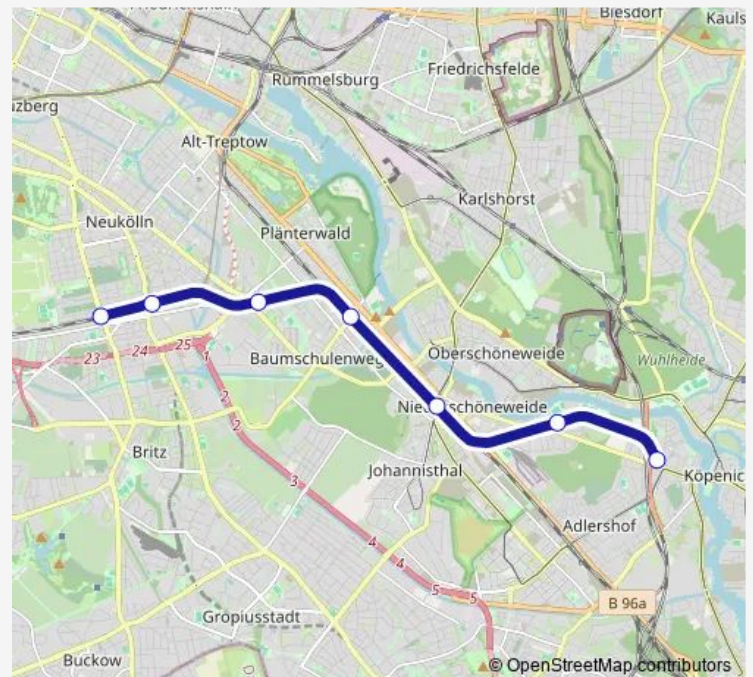 Friedrichshain
Biesdorf
Kauls
Rummelsburg
Friedrichsfelde
uzberg
Alt-Treptow
Karlshorst
Neukölln
Plänterwald
23
24
25
1
Baumschulenweg
Oberschöneweide
Wuhlheide
2
2
Niederschöneweide
Britz
3
Johannisthal
Köpenic
4
4
Adlershof
5
5
B 96a
Gropiusstadt
Buckow
© OpenStreetMap contributors